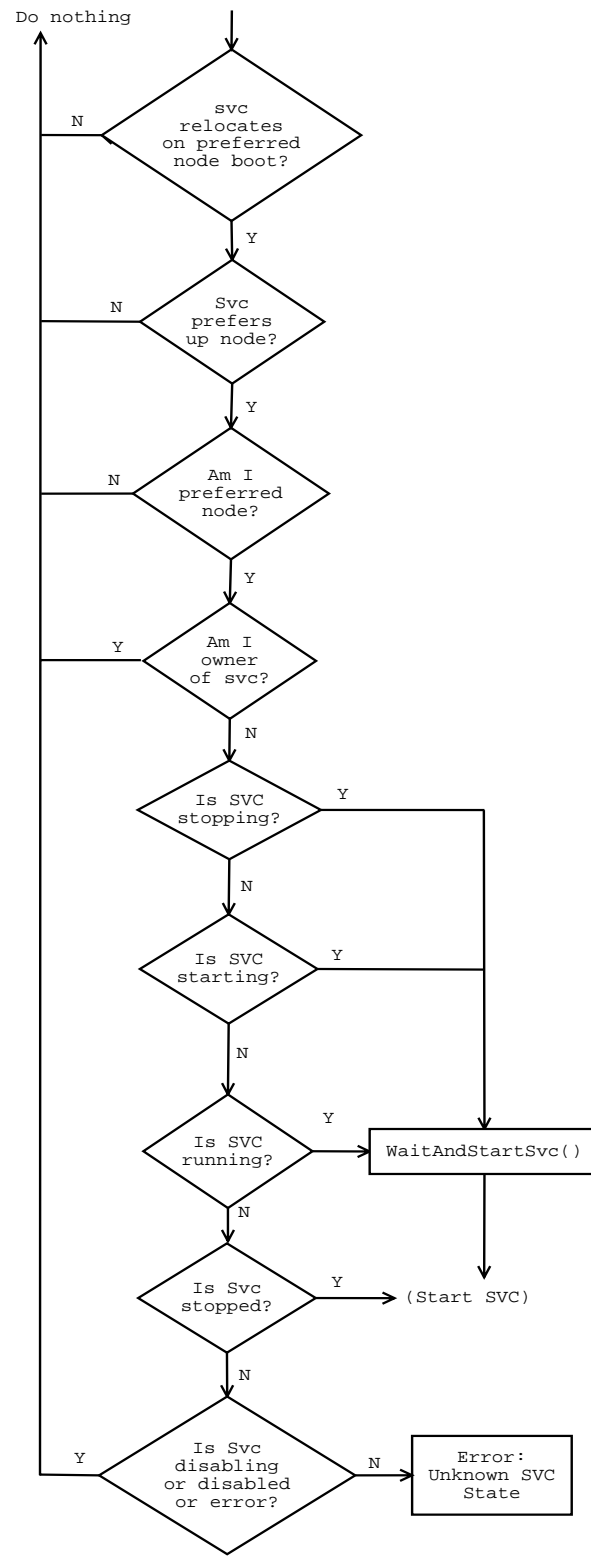 Do nothing
svc
relocates
on preferred
node boot?
N
Y
Svc
prefers
up node?
N
Y
Am I
preferred
node?
N
Y
Am I
owner
of svc?
Y
N
Is SVC
stopping?
Y
N
Is SVC
starting?
Y
N
Is SVC
running?
Y
WaitAndStartSvc()
N
Is Svc
stopped?
Y
(Start SVC)
N
Is Svc
disabling
or disabled
or error?
Y
N
Error:
Unknown SVC
State